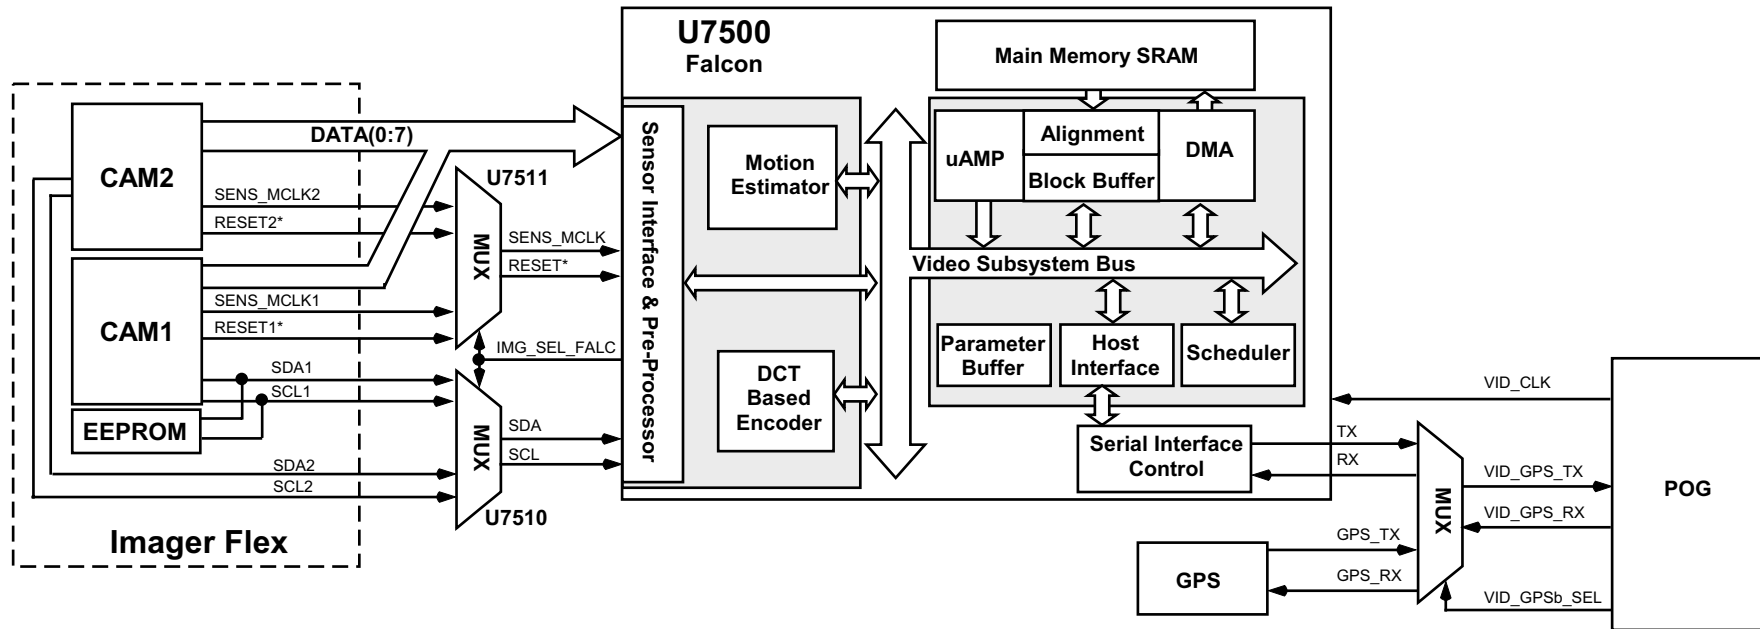 U7500
Falcon
Main Memory SRAM
DATA(0:7)
CAM2
SENS_MCLK2
RESET2*
U7511
MUX
SENS_MCLK
RESET*
CAM1
SENS_MCLK1
RESET1*
IMG_SEL_FALC
SDA1
SCL1
EEPROM
MUX
SDA
SCL
SDA2
SCL2
U7510
Imager Flex
Sensor Interface & Pre-Processor
Motion
Estimator
DCT
Based
Encoder
uAMP
Alignment
Block Buffer
DMA
Video Subsystem Bus
Parameter
Buffer
Host
Interface
Scheduler
Serial Interface
Control
VID_CLK
TX
RX
MUX
VID_GPS_TX
VID_GPS_RX
POG
GPS_TX
GPS_RX
GPS
VID_GPSb_SEL